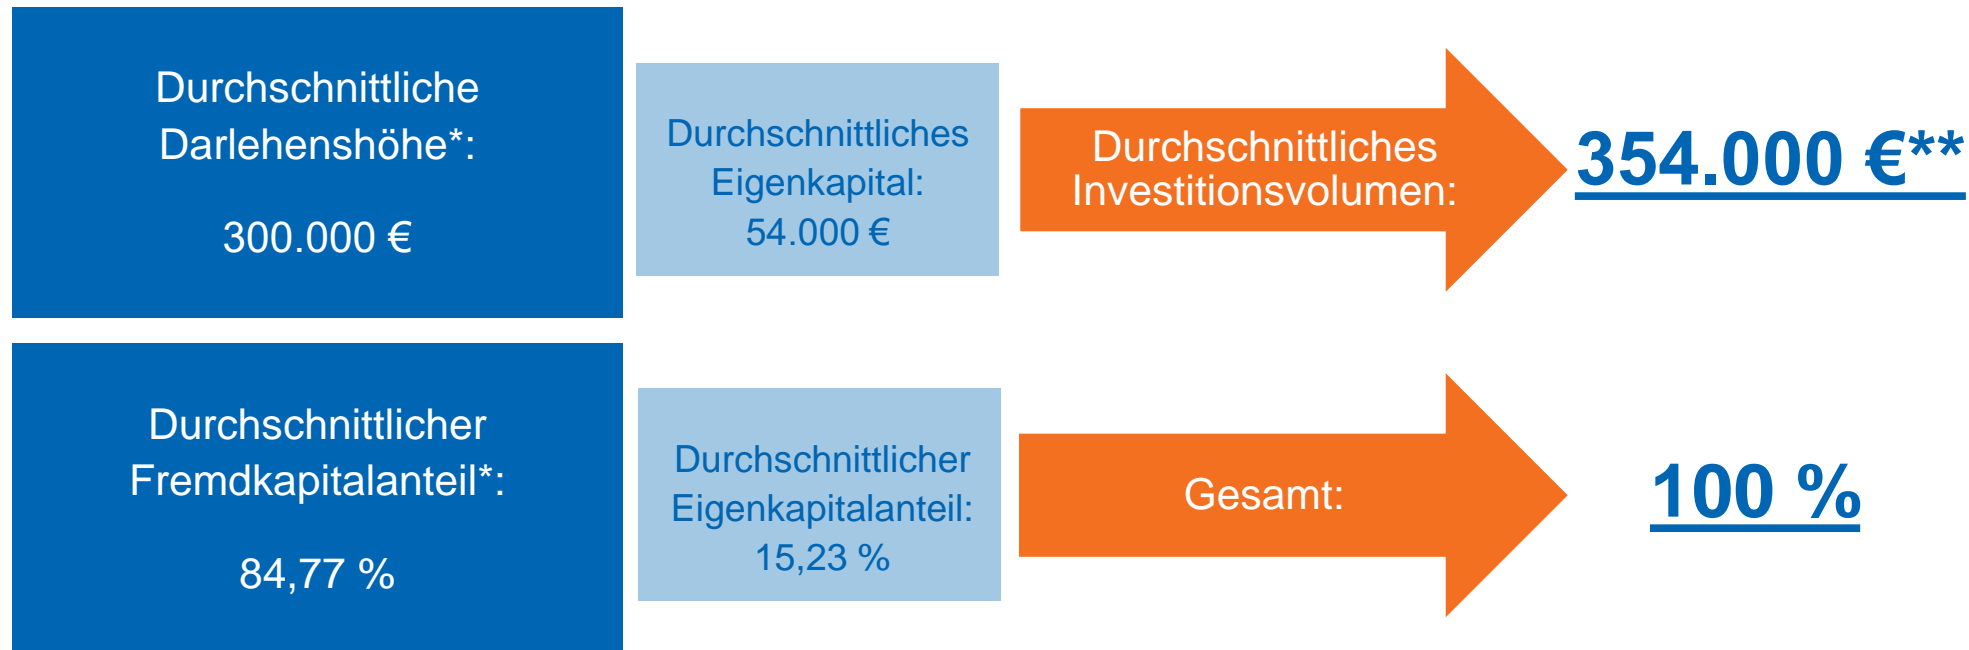 Durchschnittliche
Darlehenshöhe*:
300.000 €
Durchschnittliches
Eigenkapital:
54.000 €
Durchschnittliches
Investitionsvolumen:
354.000 €**
Durchschnittlicher
Fremdkapitalanteil*:
84,77 %
Durchschnittlicher
Eigenkapitalanteil:
15,23 %
Gesamt:
100 %